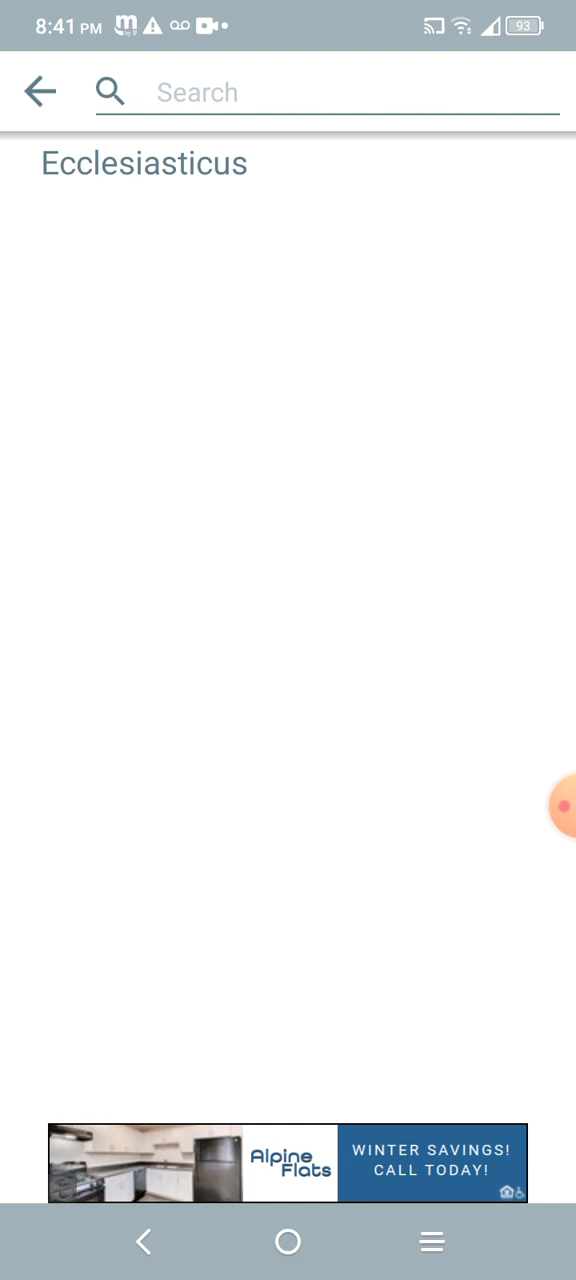 8:41 PM
93
Search
Ecclesiasticus
Alpine
Flats
WINTER SAVINGS!
CALL TODAY!